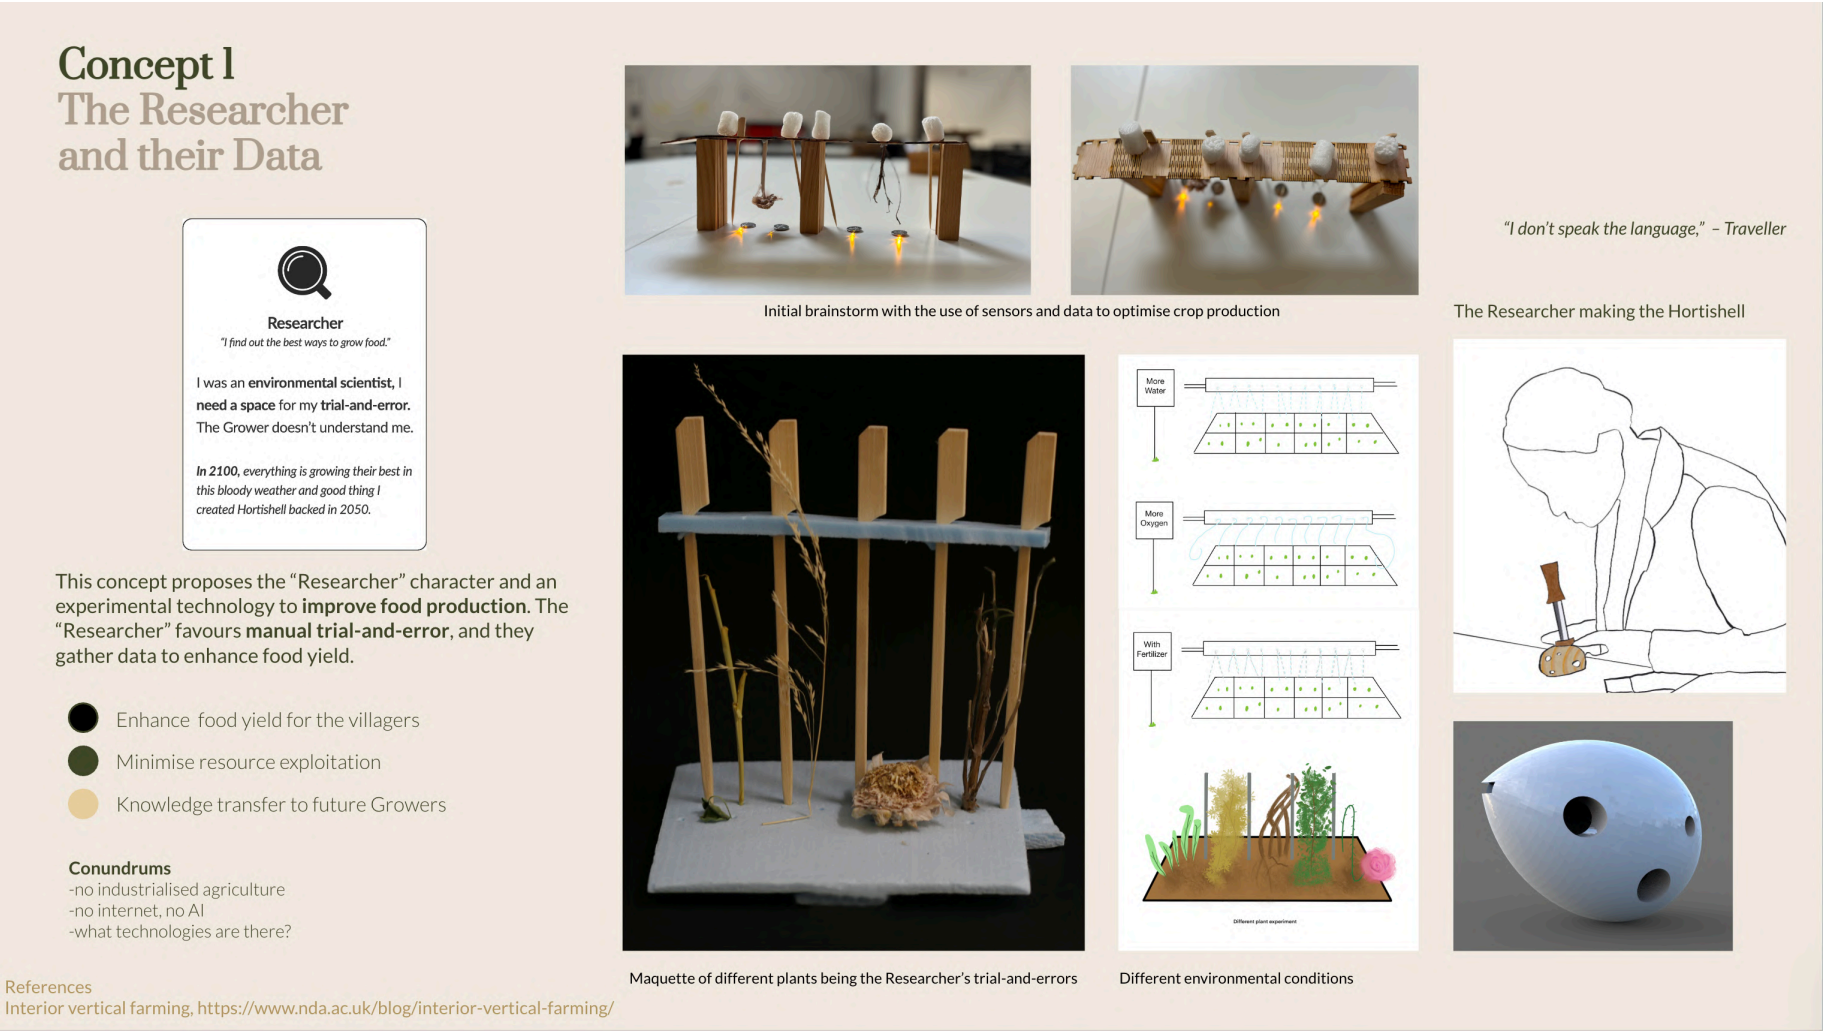 Concept 1
The Researcher
and their Data
Researcher
“I find out the best ways to grow food.”
I was an environmental scientist, I
need a space for my trial-and-error.
The Grower doesn’t understand me.
In 2100, everything is growing their best in
this bloody weather and good thing I
created Hortishell backed in 2050.
This concept proposes the “Researcher” character and an
experimental technology to improve food production. The
“Researcher” favours manual trial-and-error, and they
gather data to enhance food yield.
Enhance food yield for the villagers
Minimise resource exploitation
Knowledge transfer to future Growers
Conundrums
-no industrialised agriculture
-no internet, no AI
-what technologies are there?
References
Interior vertical farming, https://www.nda.ac.uk/blog/interior-vertical-farming/
Initial brainstorm with the use of sensors and data to optimise crop production
Maquette of different plants being the Researcher’s trial-and-errors
More
Water
More
Oxygen
With
Fertilizer
Different plant experiment
Different environmental conditions
“I don’t speak the language,” – Traveller
The Researcher making the Hortishell